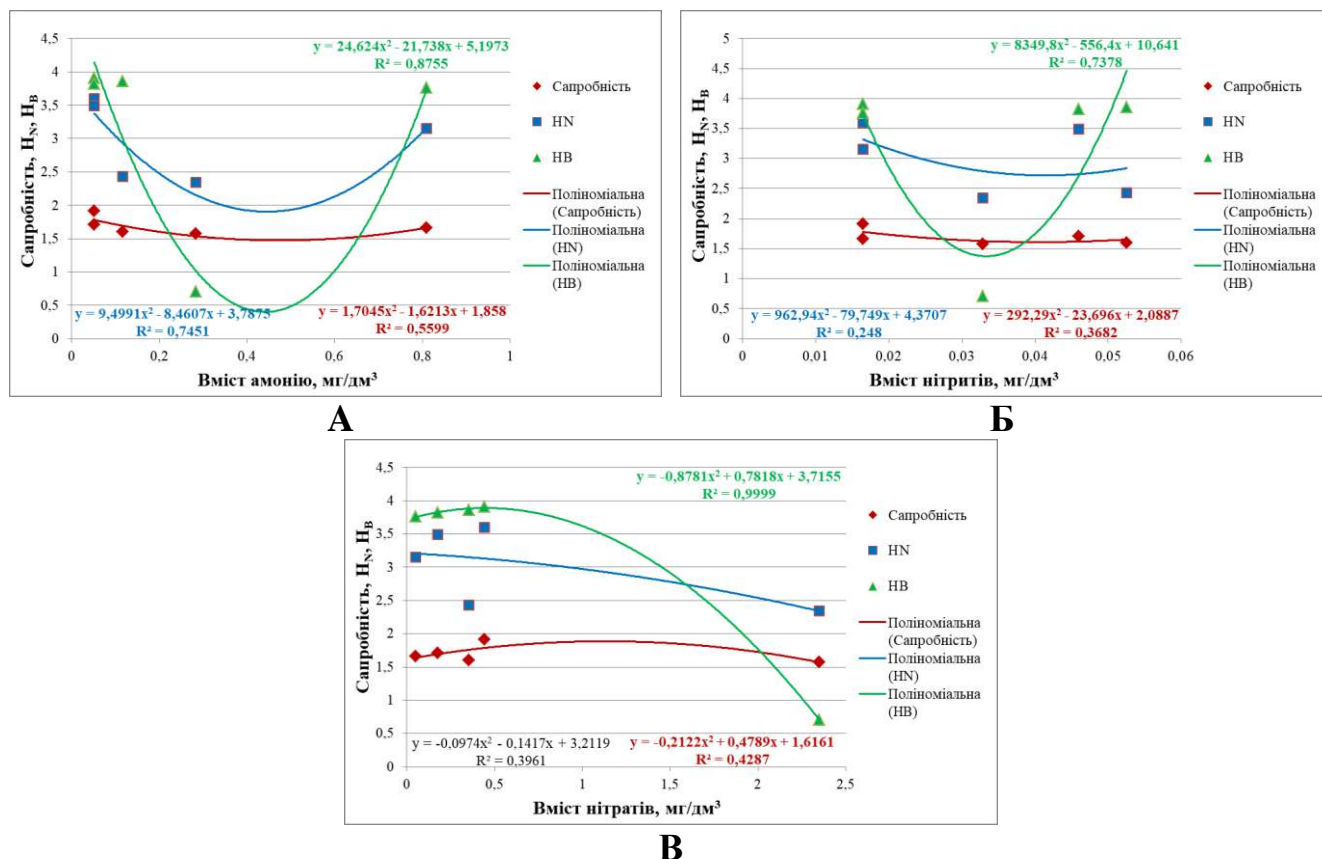 y = 24,624x² - 21,738x + 5,1973
R² = 0,8755
4,5
4
3,5
3
2,5
2
1,5
1
0,5
0
Сапробність, H_N, H_B
Сапробність
HN
HB
Поліноміальна
(Сапробність)
Поліноміальна
(HN)
Поліноміальна
(HB)
y = 9,4991x² - 8,4607x + 3,7875
R² = 0,7451
y = 1,7045x² - 1,6213x + 1,858
R² = 0,5599
0 0,2 0,4 0,6 0,8 1
Вміст амонію, мг/дм³
А
y = 8349,8x² - 556,4x + 10,641
R² = 0,7378
5
4,5
4
3,5
3
2,5
2
1,5
1
0,5
0
Сапробність, H_N, H_B
Сапробність
HN
HB
Поліноміальна
(Сапробність)
Поліноміальна
(HN)
Поліноміальна
(HB)
y = 962,94x² - 79,749x + 4,3707
R² = 0,248
y = 292,29x² - 23,696x + 2,0887
R² = 0,3682
0 0,01 0,02 0,03 0,04 0,05 0,06
Вміст нітритів, мг/дм³
Б
y = -0,8781x² + 0,7818x + 3,7155
R² = 0,9999
4,5
4
3,5
3
2,5
2
1,5
1
0,5
0
Сапробність, H_N, H_B
Сапробність
HN
HB
Поліноміальна
(Сапробність)
Поліноміальна
(HN)
Поліноміальна
(HB)
y = -0,0974x² - 0,1417x + 3,2119
R² = 0,3961
y = -0,2122x² + 0,4789x + 1,6161
R² = 0,4287
0 0,5 1 1,5 2 2,5
Вміст нітратів, мг/дм³
В